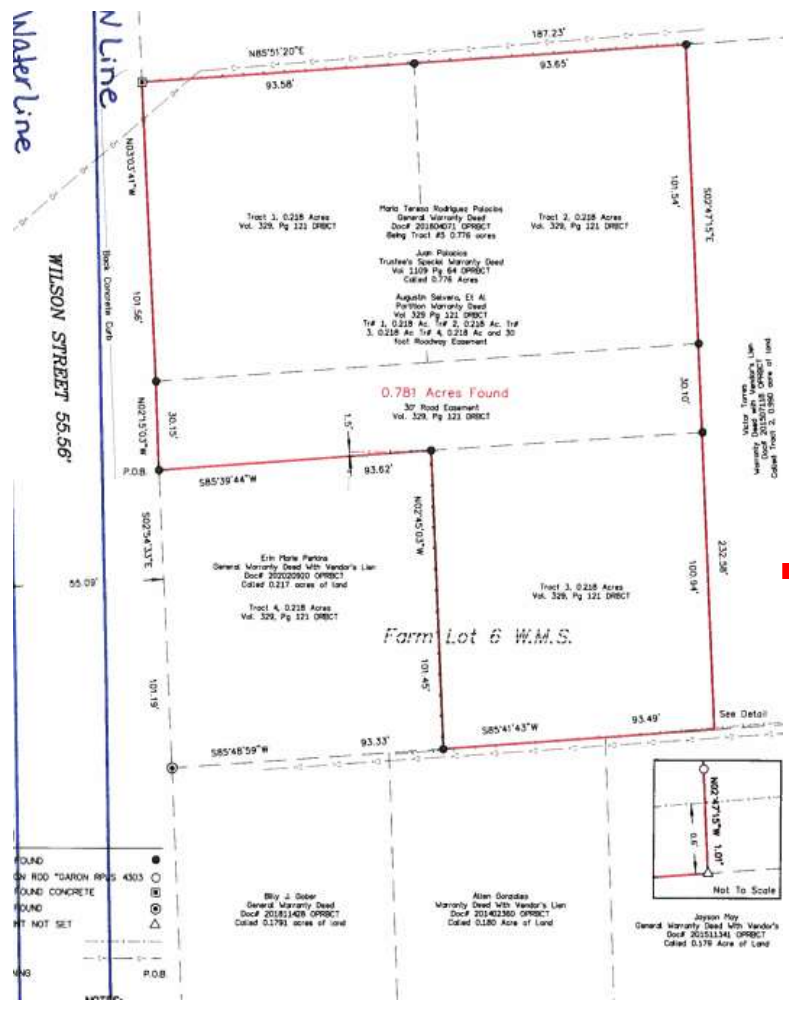 Water Line
W Line
N85°51'20"E
187.23'
93.58'
93.65'
N03°03'41"W
101.56'
Back Concrete Curb
WILSON STREET 55.56'
Tract 1, 0.218 Acres
Vol. 329, Pg 121 DRBCT
Maria Teresa Rodriguez Palacios
General Warranty Deed
Doc# 201604071 OPRBCT
Being Tract #5 0.776 acres
Juan Palacios
Trustee's Special Warranty Deed
Vol 1109 Pg 64 OPRBCT
Called 0.776 Acres
Augustin Selvera, Et Al
Partition Warranty Deed
Vol 329 Pg 121 DRBCT
Tr# 1, 0.218 Ac. Tr# 2, 0.218 Ac. Tr#
3, 0.218 Ac Tr# 4, 0.218 Ac and 30
foot Roadway Easement
Tract 2, 0.218 Acres
Vol. 329, Pg 121 DRBCT
101.54'
S02°47'15"E
0.781 Acres Found
30' Road Easement
Vol. 329, Pg 121 DRBCT
N02°15'03"W
30.15'
30.10'
Victor Torres
Warranty Deed with Vendor's Lien
Doc# 201507118 OPRBCT
Called Tract 2, 0.990 acre of land
1.5'
P.O.B.
S85°39'44"W
93.62'
S02°54'33"E
55.09'
101.19'
N02°45'03"W
101.45'
Erin Marie Perkins
General Warranty Deed With Vendor's Lien
Doc# 202020920 OPRBCT
Called 0.217 acres of land
Tract 4, 0.218 Acres
Vol. 329, Pg 121 DRBCT
Tract 3, 0.218 Acres
Vol. 329, Pg 121 DRBCT
100.94'
232.58'
Farm Lot 6 W.M.S.
S85°48'59"W
93.33'
S85°41'43"W
93.49'
See Detail
N02°47'15"W 1.01'
0.6'
Not To Scale
FOUND
ON ROD "GARON RPLS 4303
FOUND CONCRETE
FOUND
NT NOT SET
P.O.B
NOTES:
Billy J. Gober
General Warranty Deed
Doc# 201811428 OPRBCT
Called 0.1791 acres of land
Allen Gonzales
Warranty Deed With Vendor's Lien
Doc# 201402360 OPRBCT
Called 0.180 Acre of Land
Jayson May
General Warranty Deed With Vendor's
Doc# 201511341 OPRBCT
Called 0.179 Acre of Land